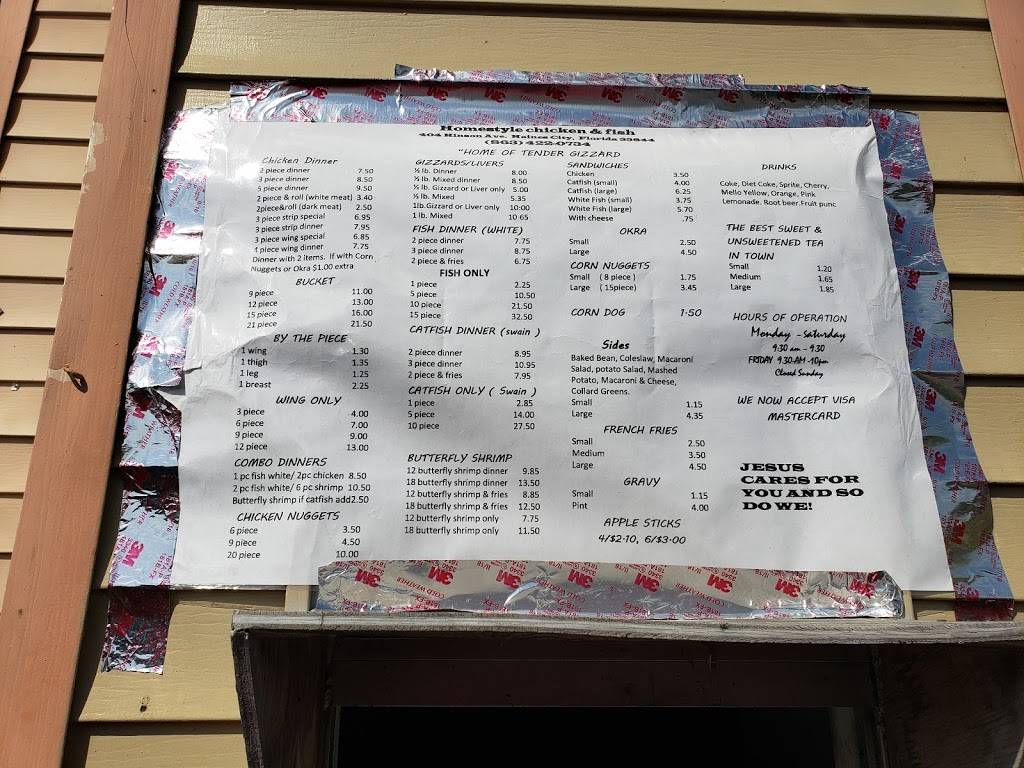 Homestyle chicken & fish
404 Hinson Ave. Haines City, Florida 33844
(863) 422-0734
"HOME OF TENDER GIZZARD
Chicken Dinner
2 piece dinner 7.50
3 piece dinner 8.50
5 piece dinner 9.50
2 piece & roll (white meat) 3.40
2piece&roll (dark meat) 2.50
3 piece strip special 6.95
3 piece strip dinner 7.95
3 piece wing special 6.85
4 piece wing dinner 7.75
Dinner with 2 items. If with Corn
Nuggets or Okra $1.00 extra
BUCKET
9 piece 11.00
12 piece 13.00
15 piece 16.00
21 piece 21.50
BY THE PIECE
1 wing 1.30
1 thigh 1.35
1 leg 1.25
1 breast 2.25
WING ONLY
3 piece 4.00
6 piece 7.00
9 piece 9.00
12 piece 13.00
COMBO DINNERS
1 pc fish white/ 2pc chicken 8.50
2 pc fish white/ 6 pc shrimp 10.50
Butterfly shrimp if catfish add2.50
CHICKEN NUGGETS
6 piece 3.50
9 piece 4.50
20 piece 10.00
GIZZARDS/LIVERS
½ lb. Dinner 8.00
½ lb. Mixed dinner 8.50
½ lb. Gizzard or Liver only 5.00
½ lb. Mixed 5.35
1lb.Gizzard or Liver only 10:00
1 lb. Mixed 10 65
FISH DINNER (WHITE)
2 piece dinner 7.75
3 piece dinner 8.75
2 piece & fries 6.75
FISH ONLY
1 piece 2.25
5 piece 10.50
10 piece 21.50
15 piece 32.50
CATFISH DINNER (swain )
2 piece dinner 8.95
3 piece dinner 10.95
2 piece & fries 7.95
CATFISH ONLY ( Swain )
1 piece 2.85
5 piece 14.00
10 piece 27.50
BUTTERFLY SHRIMP
12 butterfly shrimp dinner 9.85
18 butterfly shrimp dinner 13.50
12 butterfly shrimp & fries 8.85
18 butterfly shrimp & fries 12.50
12 butterfly shrimp only 7.75
18 butterfly shrimp only 11.50
SANDWICHES
Chicken 3.50
Catfish (small) 4.00
Catfish (large) 6.25
White Fish (small) 3.75
White Fish (large) 5.70
With cheese .75
OKRA
Small 2.50
Large 4.50
CORN NUGGETS
Small ( 8 piece ) 1.75
Large ( 15piece) 3.45
CORN DOG 1.50
Sides
Baked Bean, Coleslaw, Macaroni
Salad, potato Salad, Mashed
Potato, Macaroni & Cheese,
Collard Greens.
Small 1.15
Large 4.35
FRENCH FRIES
Small 2.50
Medium 3.50
Large 4.50
GRAVY
Small 1.15
Pint 4.00
APPLE STICKS
4/$2.10, 6/$3.00
DRINKS
Coke, Diet Coke, Sprite, Cherry,
Mello Yellow, Orange, Pink
Lemonade. Root beer.Fruit punc
THE BEST SWEET &
UNSWEETENED TEA
IN TOWN
Small 1.20
Medium 1.65
Large 1.85
HOURS OF OPERATION
Monday - saturday
9:30 am - 9:30
FRIDAY 9:30 AM -10pm
Closed Sunday
WE NOW ACCEPT VISA
MASTERCARD
JESUS
CARES FOR
YOU AND SO
DO WE!